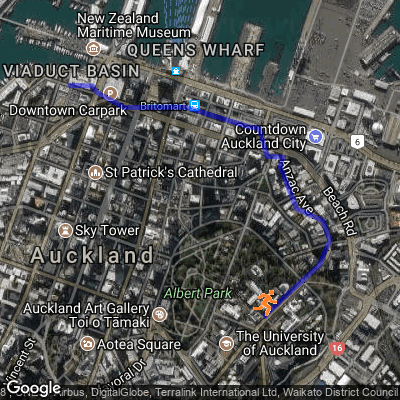 New Zealand
Maritime Museum
QUEENS WHARF
VIADUCT BASIN
P
Downtown Carpark
Britomart
Countdown
Auckland City
6
Anzac Ave
Beach Rd
St Patrick's Cathedral
Sky Tower
Auckland
Albert Park
Auckland Art Gallery
Toi o Tāmaki
Aotea Square
The University
of Auckland
16
Vincent St
Google
Airbus, DigitalGlobe, Terralink International Ltd, Waikato District Council